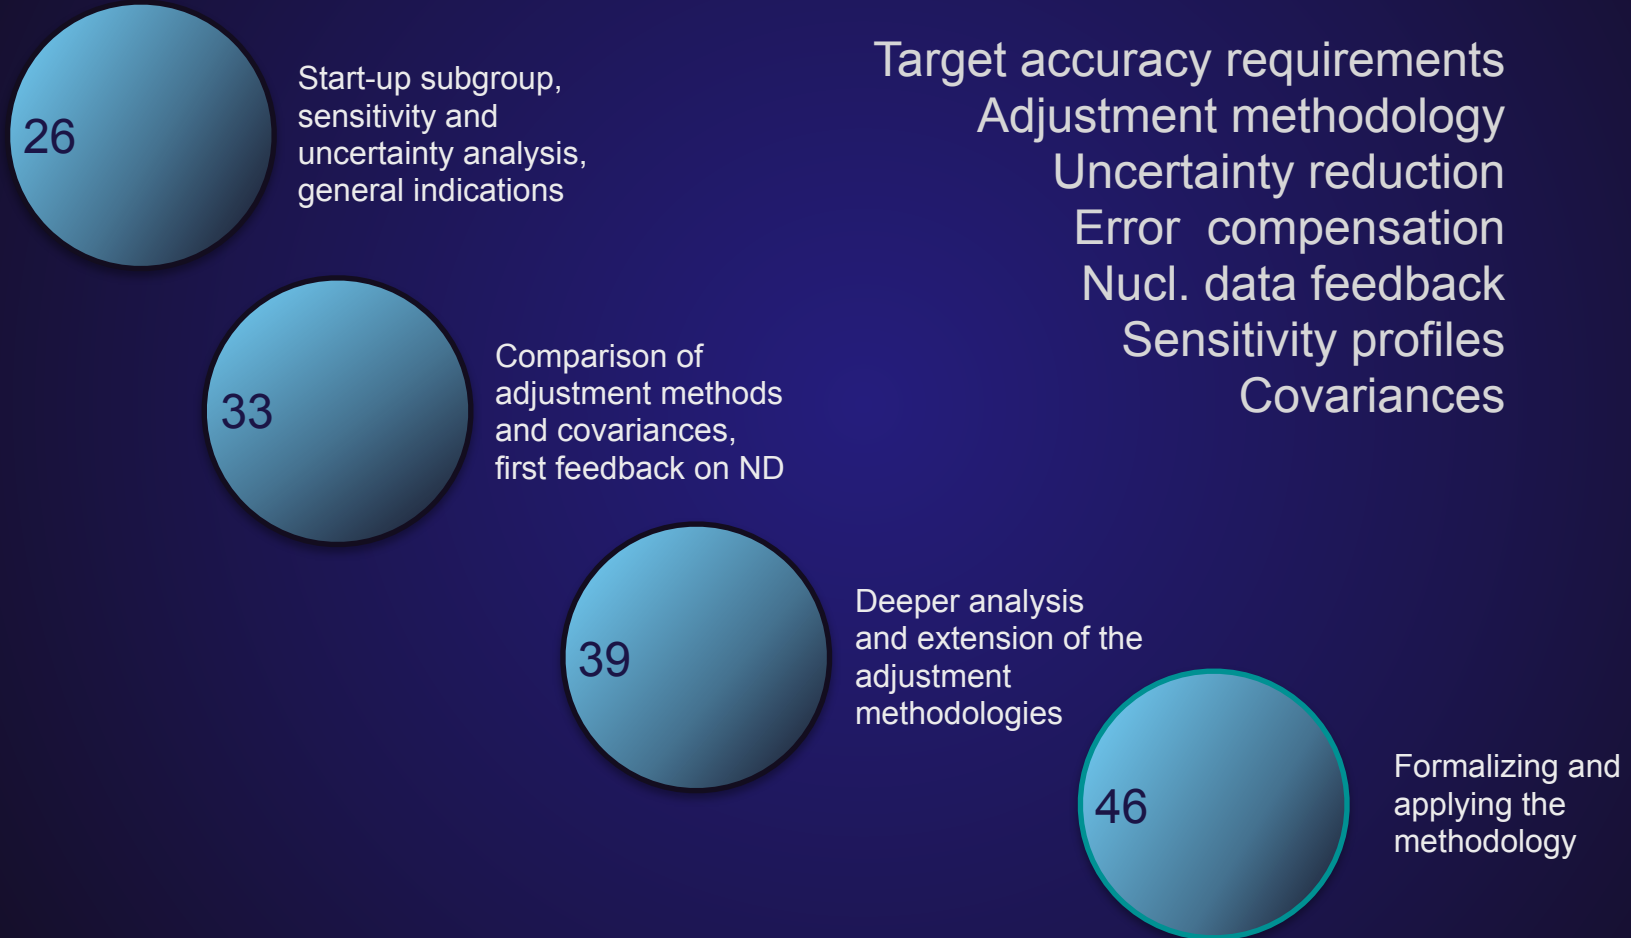 26
Start-up subgroup,
sensitivity and
uncertainty analysis,
general indications
Target accuracy requirements
Adjustment methodology
Uncertainty reduction
Error  compensation
Nucl. data feedback
Sensitivity profiles
Covariances
33
Comparison of
adjustment methods
and covariances,
first feedback on ND
39
Deeper analysis
and extension of the
adjustment
methodologies
46
Formalizing and
applying the
methodology